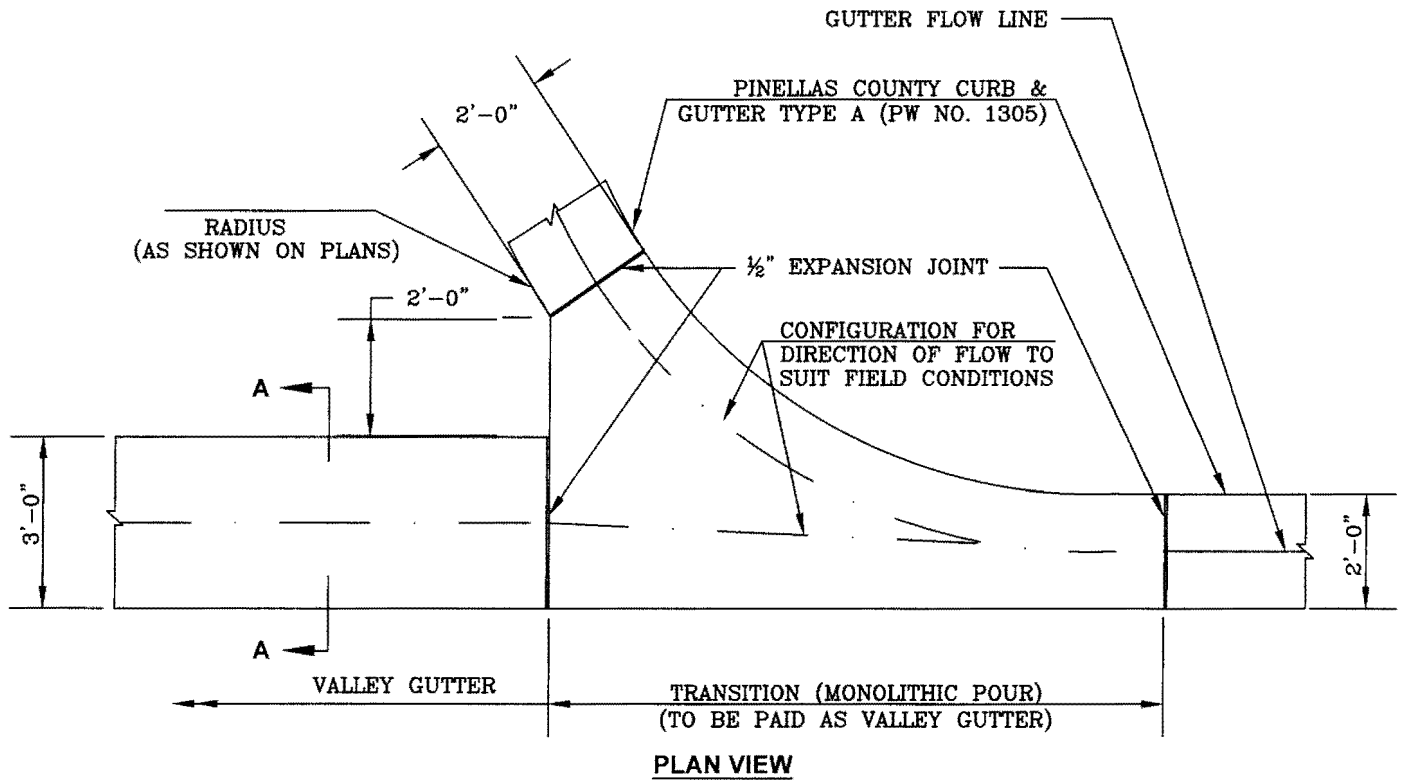 GUTTER FLOW LINE
PINELLAS COUNTY CURB &
GUTTER TYPE A (PW NO. 1305)
2'-0"
RADIUS
(AS SHOWN ON PLANS)
½" EXPANSION JOINT
2'-0"
CONFIGURATION FOR
DIRECTION OF FLOW TO
SUIT FIELD CONDITIONS
A
3'-0"
2'-0"
A
VALLEY GUTTER
TRANSITION (MONOLITHIC POUR)
(TO BE PAID AS VALLEY GUTTER)
PLAN VIEW